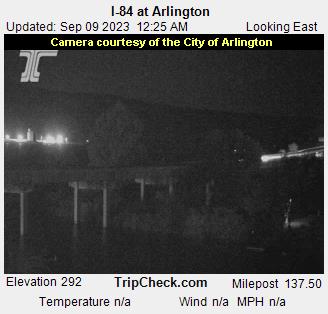 I-84 at Arlington
Updated: Sep 09 2023 12:25 AM Looking East
Camera courtesy of the City of Arlington
Elevation 292 TripCheck.com Milepost 137.50
Temperature n/a Wind n/a MPH n/a